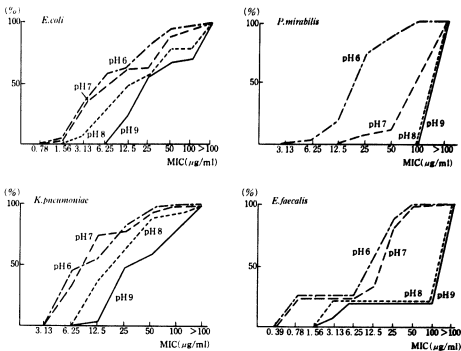 (%) E.coli
100
50
pH 6
pH7
pH 8
pH9
0.78 1.56 3.13 6.25 12.5 25 50 100 >100
MIC(μg/ml)
(%) P.mirabilis
100
50
pH6
pH7
pH8
pH9
3.13 6.25 12.5 25 50 100 >100
MIC(μg/ml)
(%) K.pneumoniae
100
50
pH6
pH7
pH8
pH9
3.13 6.25 12.5 25 50 100 >100
MIC(μg/ml)
(%) E.faecalis
100
50
pH6
pH7
pH8
pH9
0.39 0.78 1.56 3.13 6.25 12.5 25 50 100 >100
MIC(μg/ml)